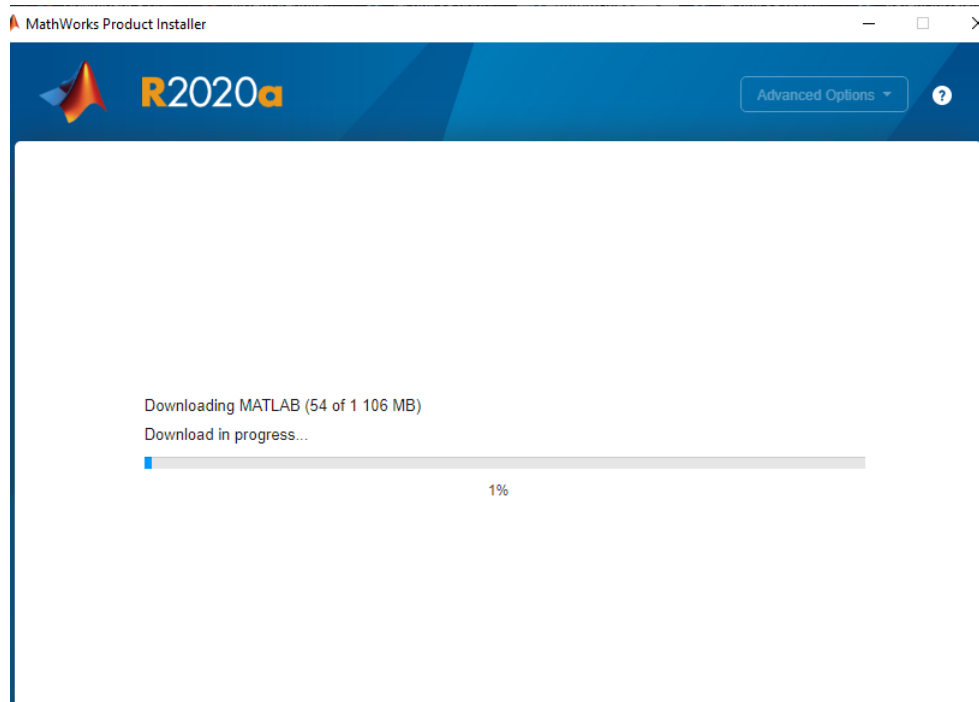 MathWorks Product Installer
R2020a
Advanced Options
?
Downloading MATLAB (54 of 1 106 MB)
Download in progress...
1%